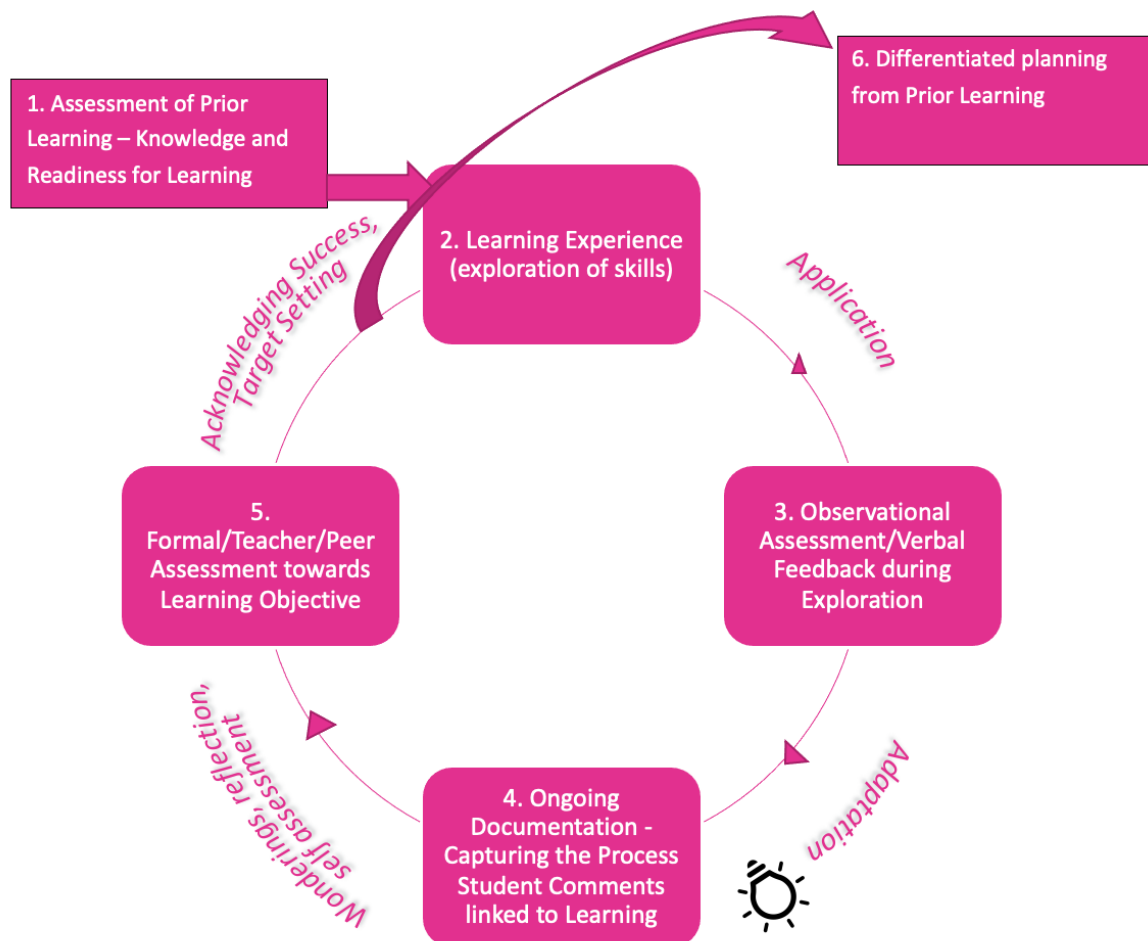 1. Assessment of Prior
Learning – Knowledge and
Readiness for Learning
6. Differentiated planning
from Prior Learning
2. Learning Experience
(exploration of skills)
Application
3. Observational
Assessment/Verbal
Feedback during
Exploration
Adaptation
4. Ongoing
Documentation -
Capturing the Process
Student Comments
linked to Learning
Wonderings, reflection,
self assessment
5.
Formal/Teacher/Peer
Assessment towards
Learning Objective
Acknowledging Success,
Target Setting